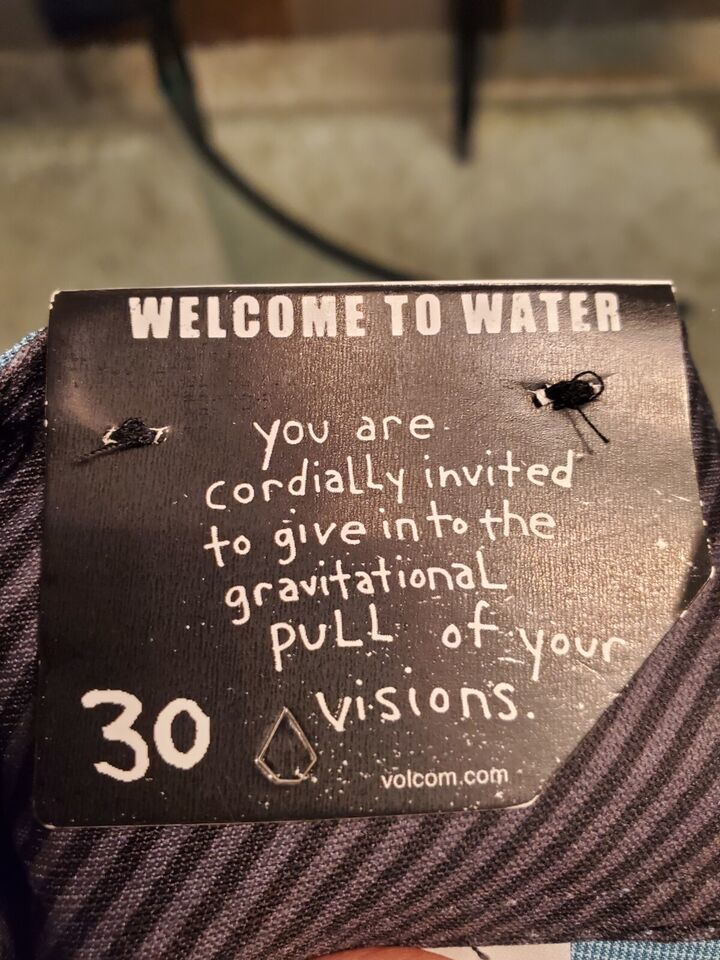 WELCOME TO WATER
you are
cordially invited
to give in to the
gravitational
PULL of your
visions.
30
volcom.com